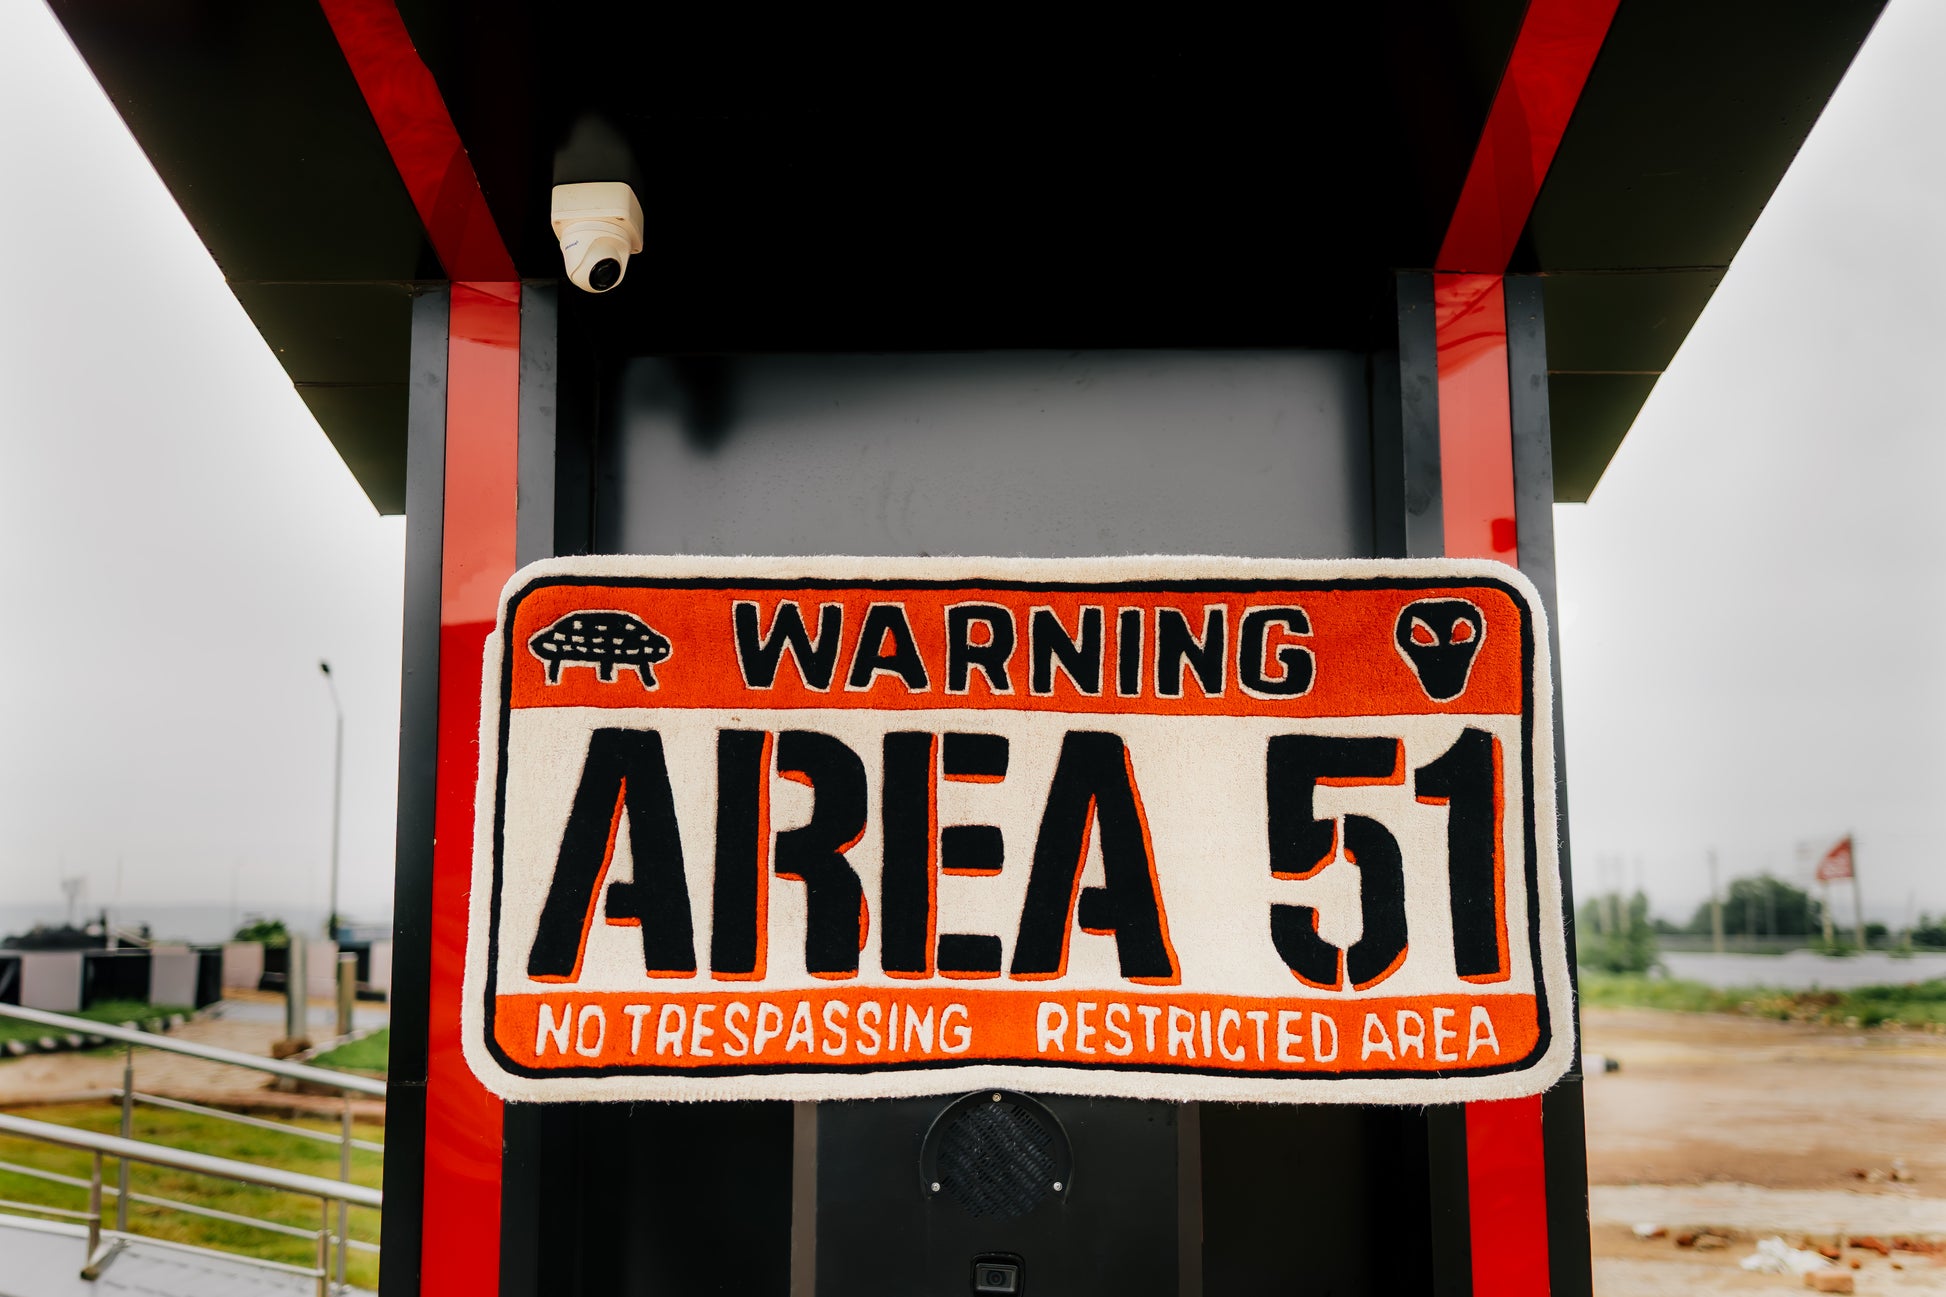 WARNING
AREA 51
NO TRESPASSING RESTRICTED AREA